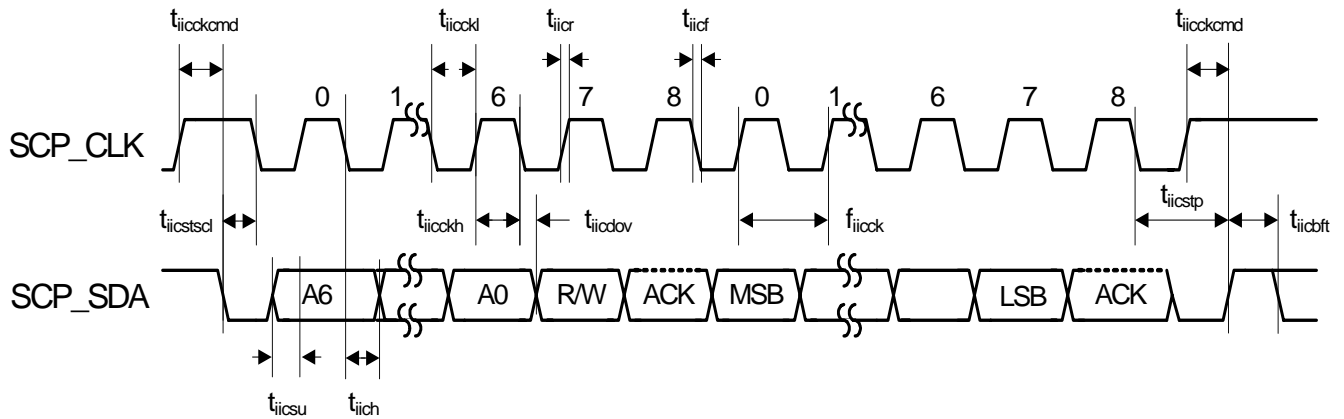 t_iicckcmd t_iicckl t_iicr t_iicf t_iicckcmd
0 1 6 7 8 0 1 6 7 8
SCP_CLK
t_iicstscl t_iicckh t_iicdov f_iicck t_iicstp t_iicbft
SCP_SDA A6 A0 R/W ACK MSB LSB ACK
t_iicsu t_iich